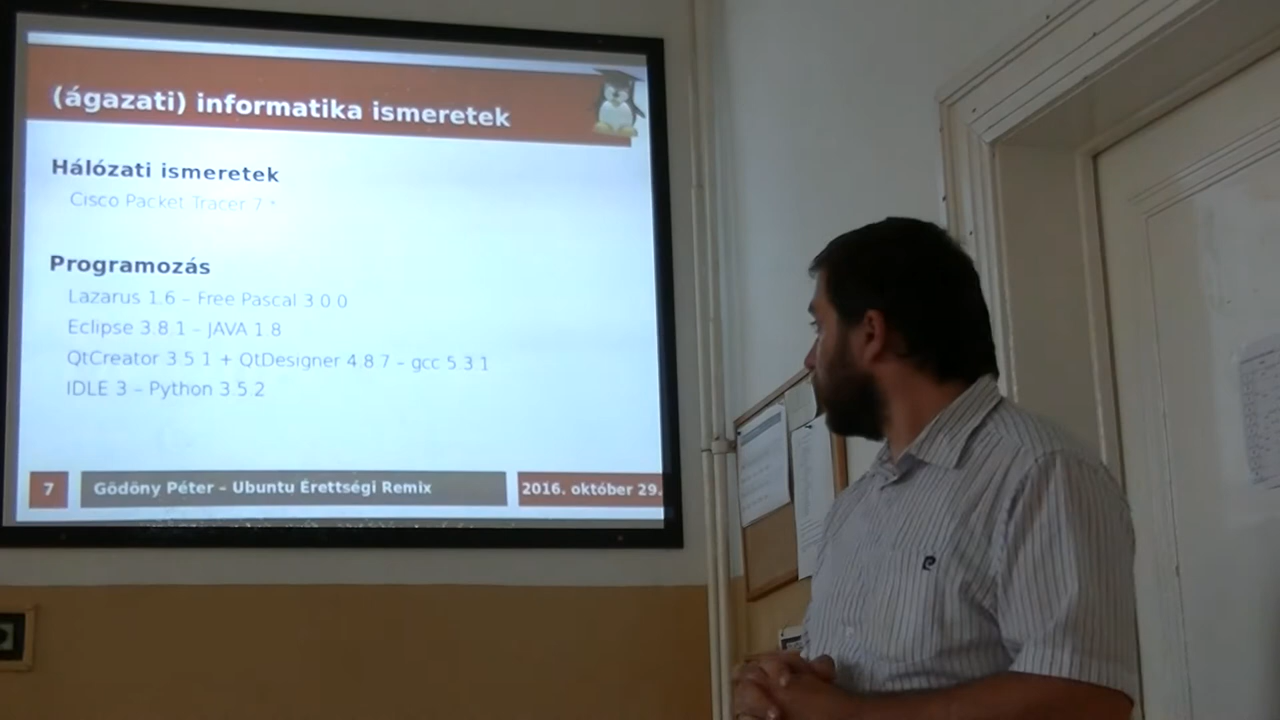 (ágazati) informatika ismeretek
Hálózati ismeretek
Cisco Packet Tracer 7 *
Programozás
Lazarus 1.6 – Free Pascal 3.0.0
Eclipse 3.8.1 – JAVA 1.8
QtCreator 3.5.1 + QtDesigner 4.8.7 – gcc 5.3.1
IDLE 3 – Python 3.5.2
7
Gödöny Péter – Ubuntu Érettségi Remix
2016. október 29.